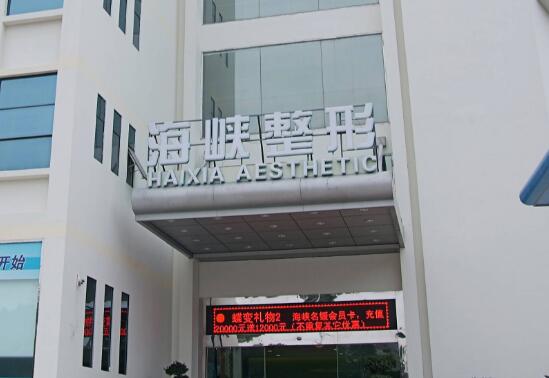 海峡整形
HAIXIA AESTHETIC
开始
蝶变礼物2 海峡名媛会员卡，充值
20000元送12000元（不限复其它优惠）